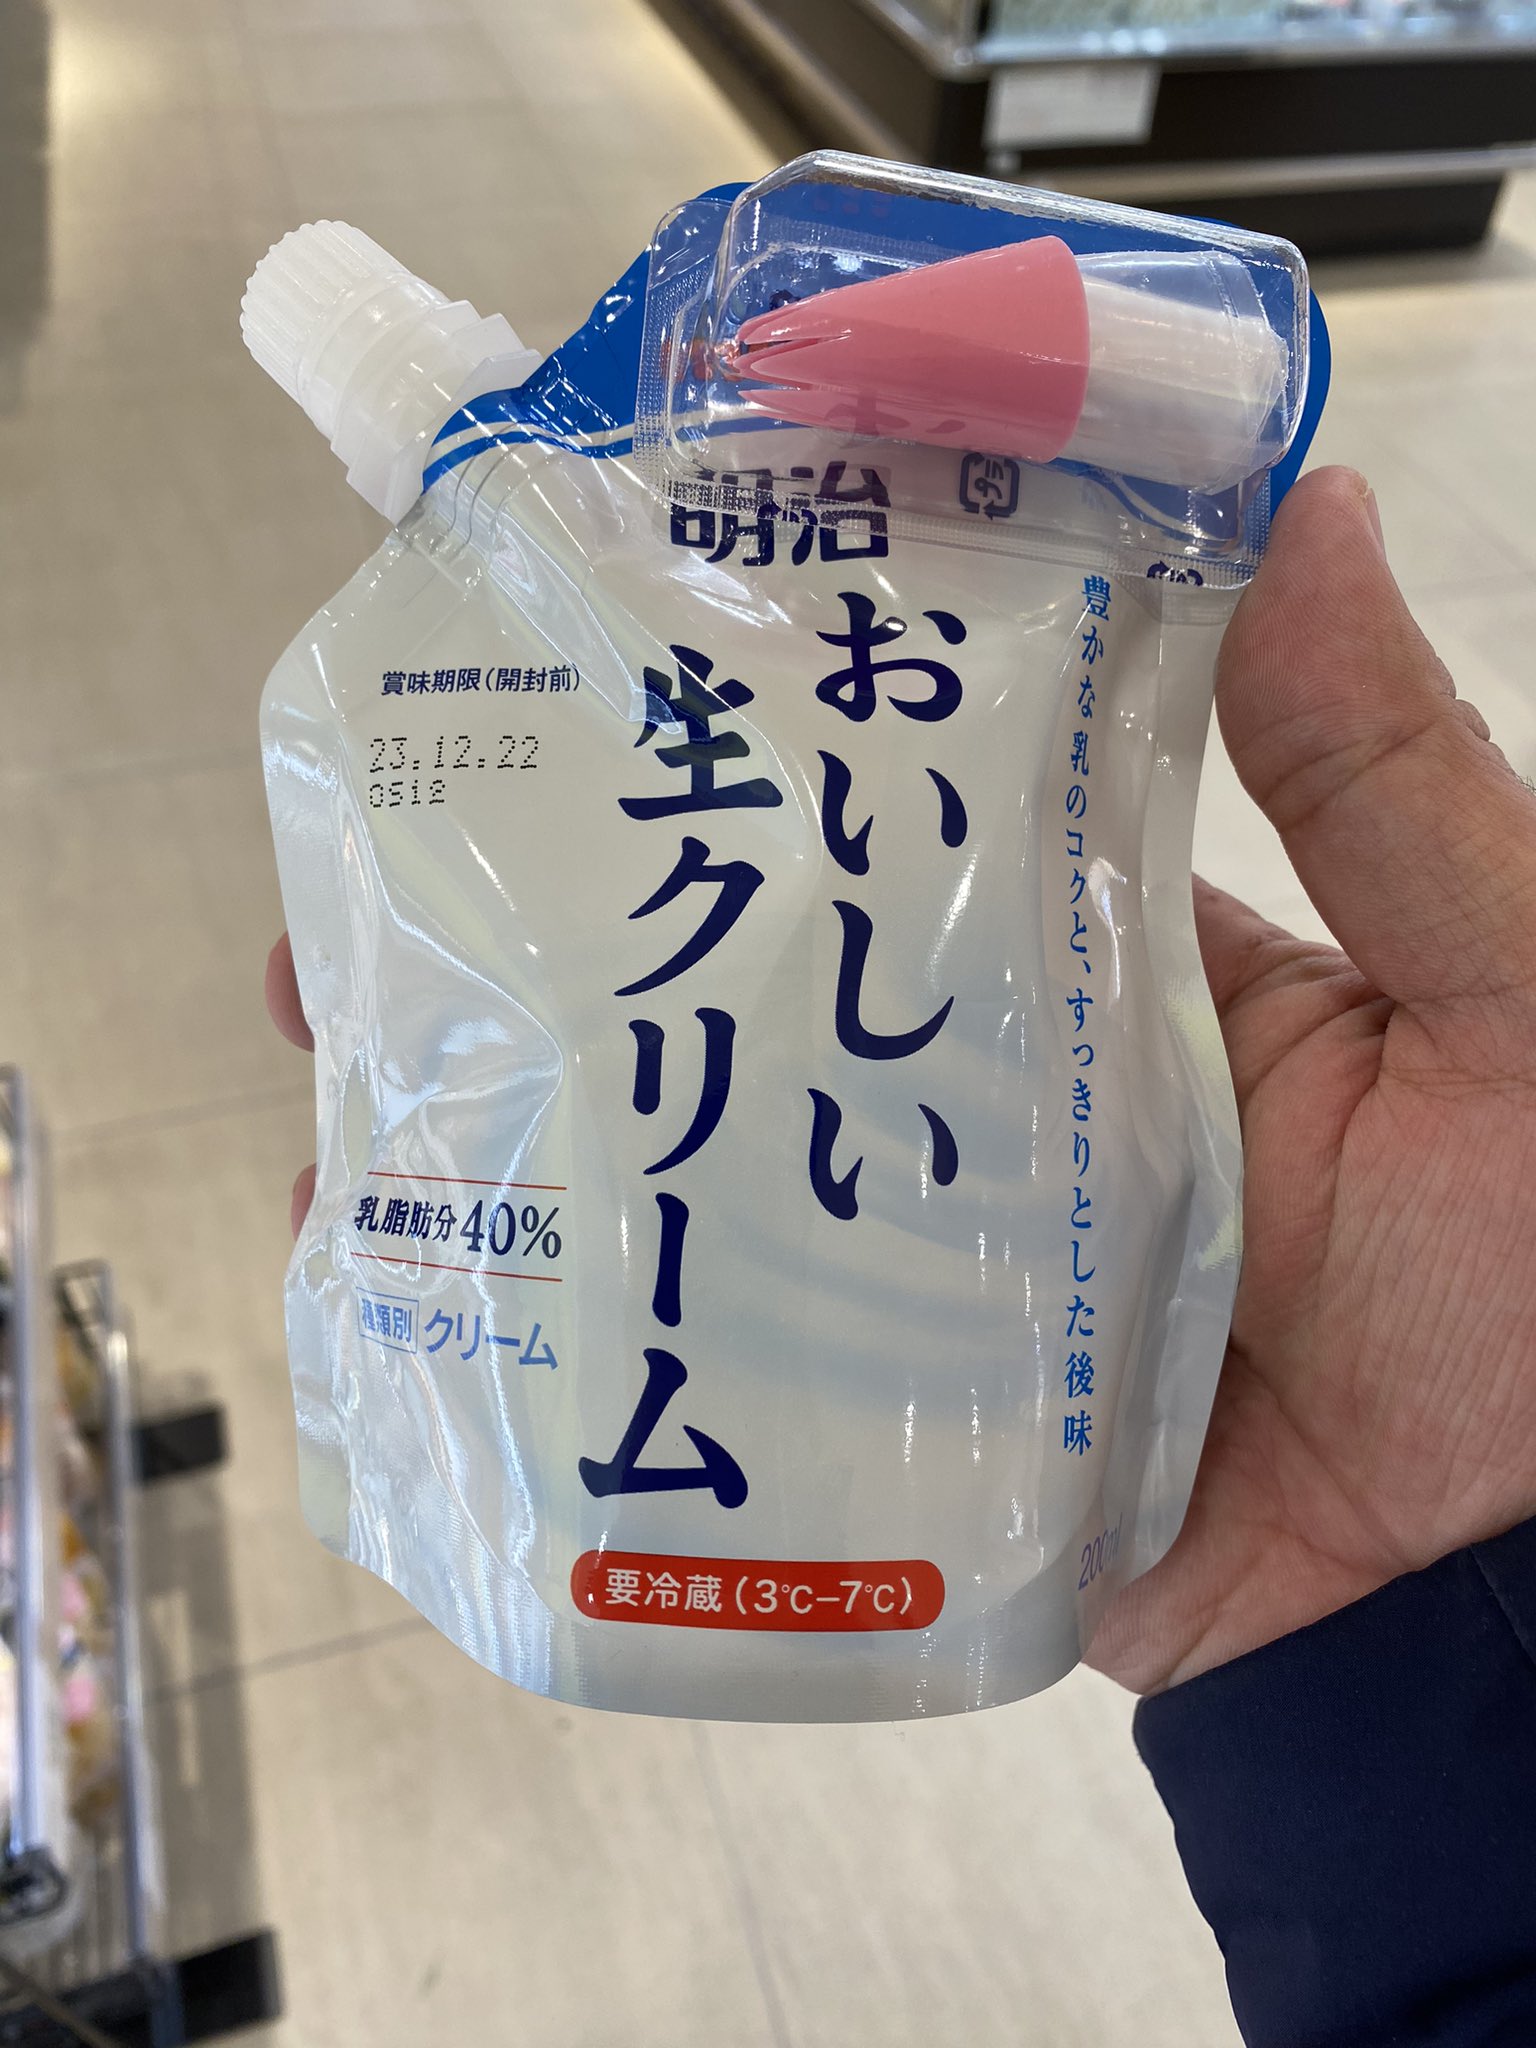 明治
おいしい
生クリーム
豊かな乳のコクと、すっきりとした後味
賞味期限(開封前)
23.12.22
0512
乳脂肪分40%
種類別 クリーム
要冷蔵(3℃–7℃)
200ml
プラ